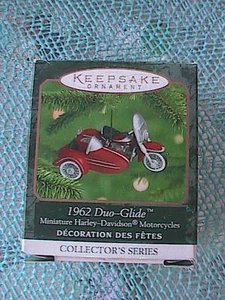 KEEPSAKE
ORNAMENT
1962 Duo-Glide™
Miniature Harley-Davidson® Motorcycles
DÉCORATION DES FÊTES
COLLECTOR'S SERIES